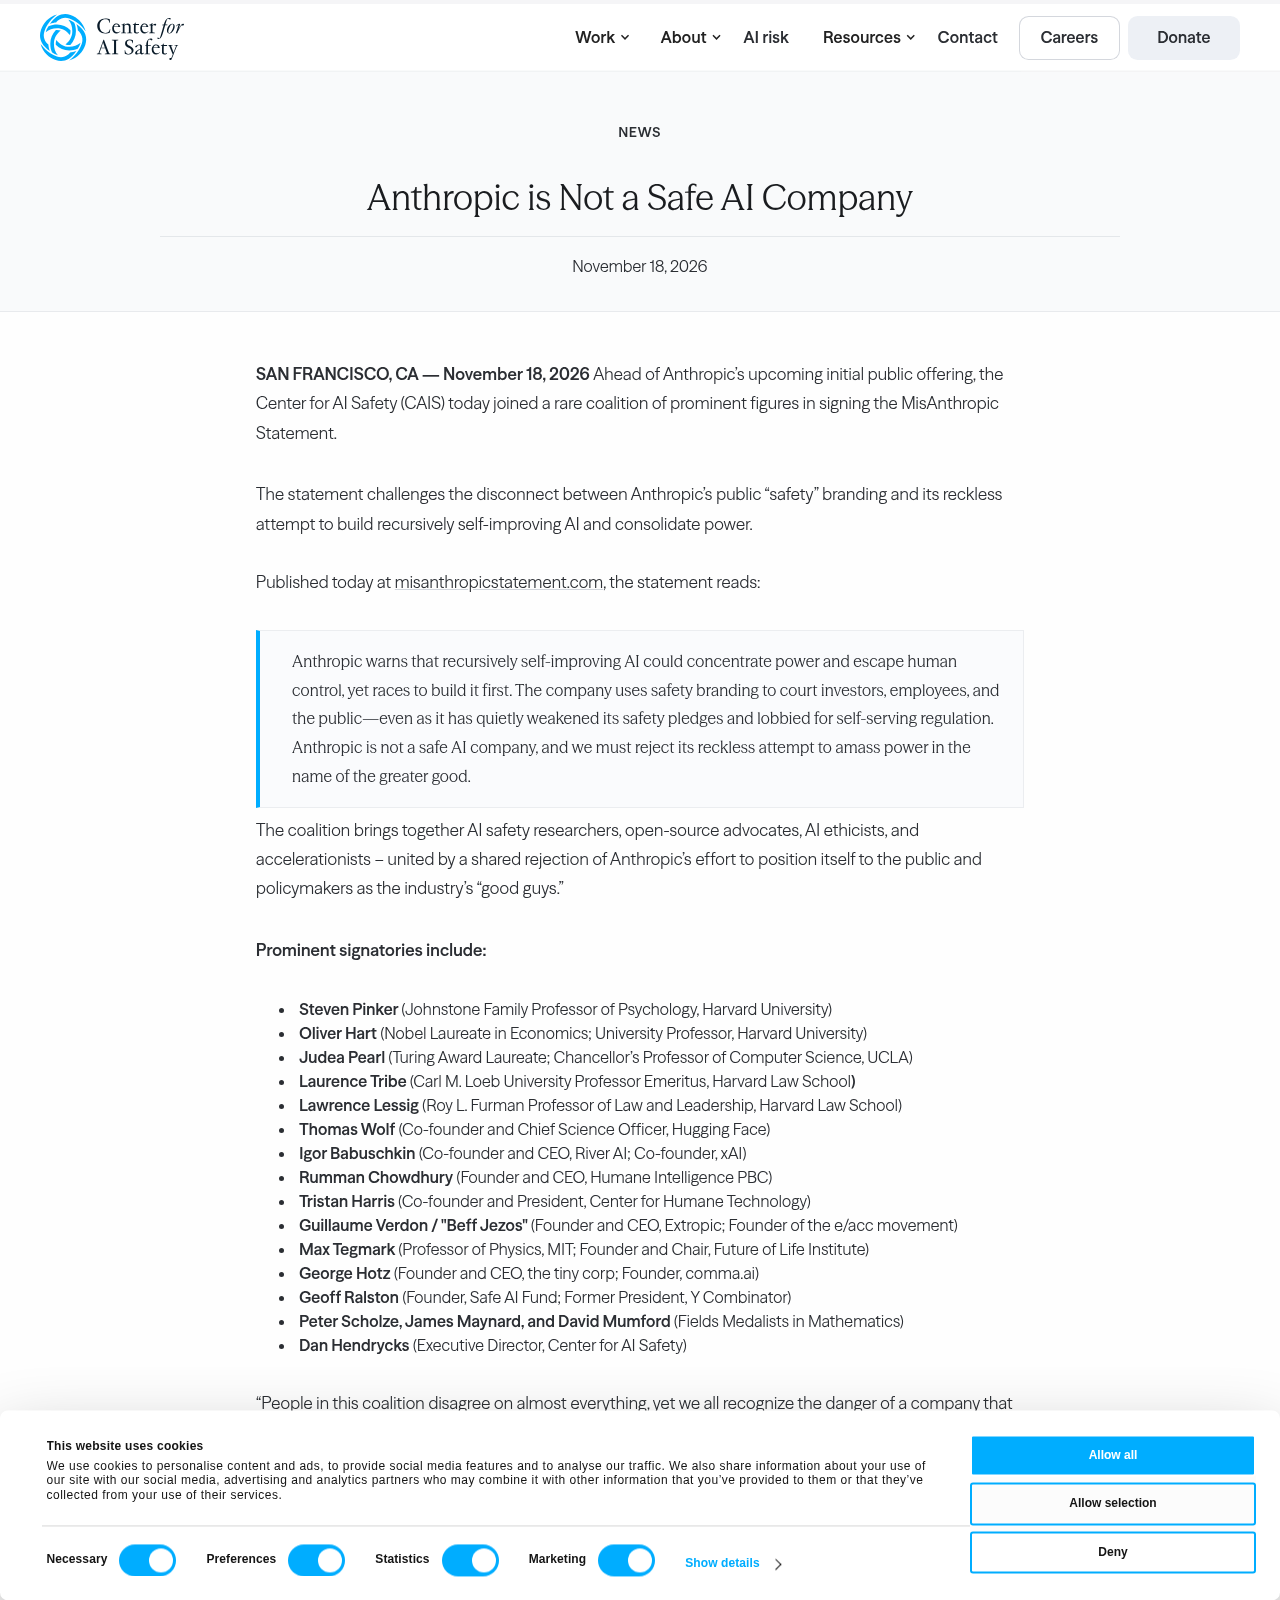 Center for
AI Safety
Work
About
AI risk
Resources
Contact
Careers
Donate
NEWS
Anthropic is Not a Safe AI Company
November 18, 2026
SAN FRANCISCO, CA — November 18, 2026 Ahead of Anthropic’s upcoming initial public offering, the
Center for AI Safety (CAIS) today joined a rare coalition of prominent figures in signing the MisAnthropic
Statement.
The statement challenges the disconnect between Anthropic’s public “safety” branding and its reckless
attempt to build recursively self-improving AI and consolidate power.
Published today at misanthropicstatement.com, the statement reads:
Anthropic warns that recursively self-improving AI could concentrate power and escape human
control, yet races to build it first. The company uses safety branding to court investors, employees, and
the public—even as it has quietly weakened its safety pledges and lobbied for self-serving regulation.
Anthropic is not a safe AI company, and we must reject its reckless attempt to amass power in the
name of the greater good.
The coalition brings together AI safety researchers, open-source advocates, AI ethicists, and
accelerationists – united by a shared rejection of Anthropic’s effort to position itself to the public and
policymakers as the industry’s “good guys.”
Prominent signatories include:
• Steven Pinker (Johnstone Family Professor of Psychology, Harvard University)
• Oliver Hart (Nobel Laureate in Economics; University Professor, Harvard University)
• Judea Pearl (Turing Award Laureate; Chancellor’s Professor of Computer Science, UCLA)
• Laurence Tribe (Carl M. Loeb University Professor Emeritus, Harvard Law School)
• Lawrence Lessig (Roy L. Furman Professor of Law and Leadership, Harvard Law School)
• Thomas Wolf (Co-founder and Chief Science Officer, Hugging Face)
• Igor Babuschkin (Co-founder and CEO, River AI; Co-founder, xAI)
• Rumman Chowdhury (Founder and CEO, Humane Intelligence PBC)
• Tristan Harris (Co-founder and President, Center for Humane Technology)
• Guillaume Verdon / "Beff Jezos" (Founder and CEO, Extropic; Founder of the e/acc movement)
• Max Tegmark (Professor of Physics, MIT; Founder and Chair, Future of Life Institute)
• George Hotz (Founder and CEO, the tiny corp; Founder, comma.ai)
• Geoff Ralston (Founder, Safe AI Fund; Former President, Y Combinator)
• Peter Scholze, James Maynard, and David Mumford (Fields Medalists in Mathematics)
• Dan Hendrycks (Executive Director, Center for AI Safety)
“People in this coalition disagree on almost everything, yet we all recognize the danger of a company that
This website uses cookies
We use cookies to personalise content and ads, to provide social media features and to analyse our traffic. We also share information about your use of
our site with our social media, advertising and analytics partners who may combine it with other information that you’ve provided to them or that they’ve
collected from your use of their services.
Necessary
Preferences
Statistics
Marketing
Show details
Allow all
Allow selection
Deny